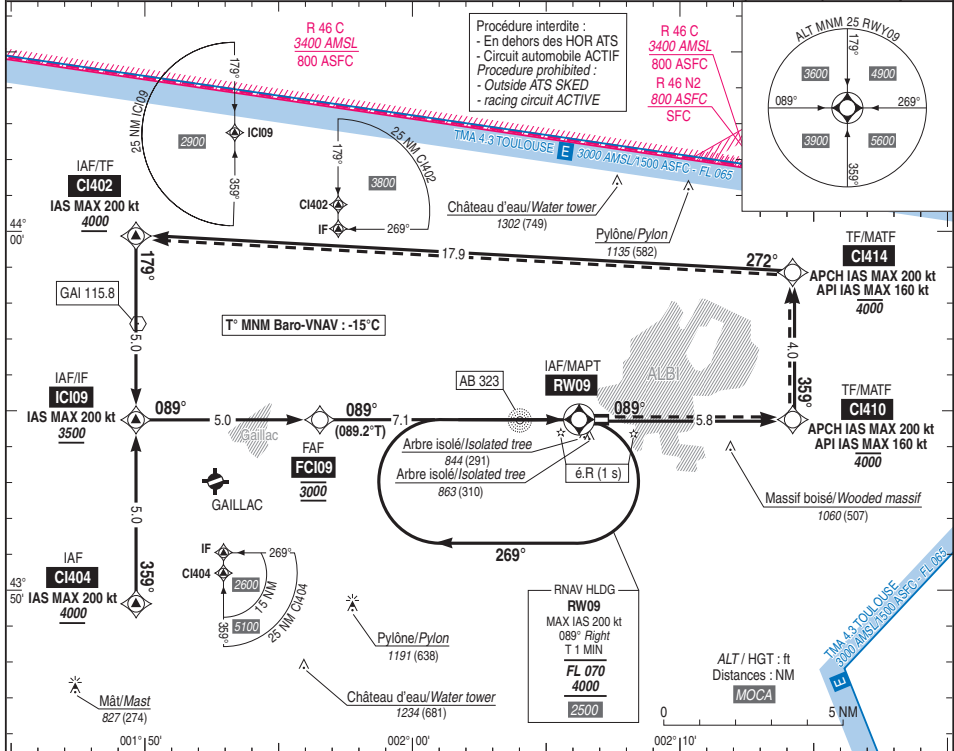 R 46 C
3400 AMSL
800 ASFC
Procédure interdite :
- En dehors des HOR ATS
- Circuit automobile ACTIF
Procedure prohibited :
- Outside ATS SKED
- racing circuit ACTIVE
R 46 C
3400 AMSL
800 ASFC
R 46 N2
800 ASFC
SFC
ALT MNM 25 RWY09
179°
3600
4900
089°
269°
3900
5600
359°
25 NM ICI09
179°
ICI09
2900
359°
25 NM CI402
179°
3800
CI402
IF
269°
TMA 4.3 TOULOUSE E 3000 AMSL/1500 ASFC - FL 065
Château d'eau/Water tower
1302 (749)
Pylône/Pylon
1135 (582)
IAF/TF
CI402
IAS MAX 200 kt
4000
44°
00'
179°
17.9
272°
TF/MATF
CI414
APCH IAS MAX 200 kt
API IAS MAX 160 kt
4000
GAI 115.8
5.0
T° MNM Baro-VNAV : -15°C
4.0
359°
IAF/IF
ICI09
IAS MAX 200 kt
3500
089°
5.0
Gaillac
089°
(089.2°T)
7.1
FAF
FCI09
3000
AB 323
IAF/MAPT
RW09
ALBI
089°
5.8
TF/MATF
CI410
APCH IAS MAX 200 kt
API IAS MAX 160 kt
4000
Arbre isolé/Isolated tree
844 (291)
Arbre isolé/Isolated tree
863 (310)
é.R (1 s)
Massif boisé/Wooded massif
1060 (507)
GAILLAC
5.0
359°
269°
IAF
CI404
IAS MAX 200 kt
4000
43°
50'
IF
269°
CI404
2600
15 NM
5100
25 NM CI404
359°
Pylône/Pylon
1191 (638)
Château d'eau/Water tower
1234 (681)
Mât/Mast
827 (274)
RNAV HLDG
RW09
MAX IAS 200 kt
089° Right
T 1 MIN
FL 070
4000
2500
TMA 4.3 TOULOUSE
3000 AMSL/1500 ASFC - FL 065
E
ALT / HGT : ft
Distances : NM
MOCA
0
5 NM
001°50'
002°00'
002°10'